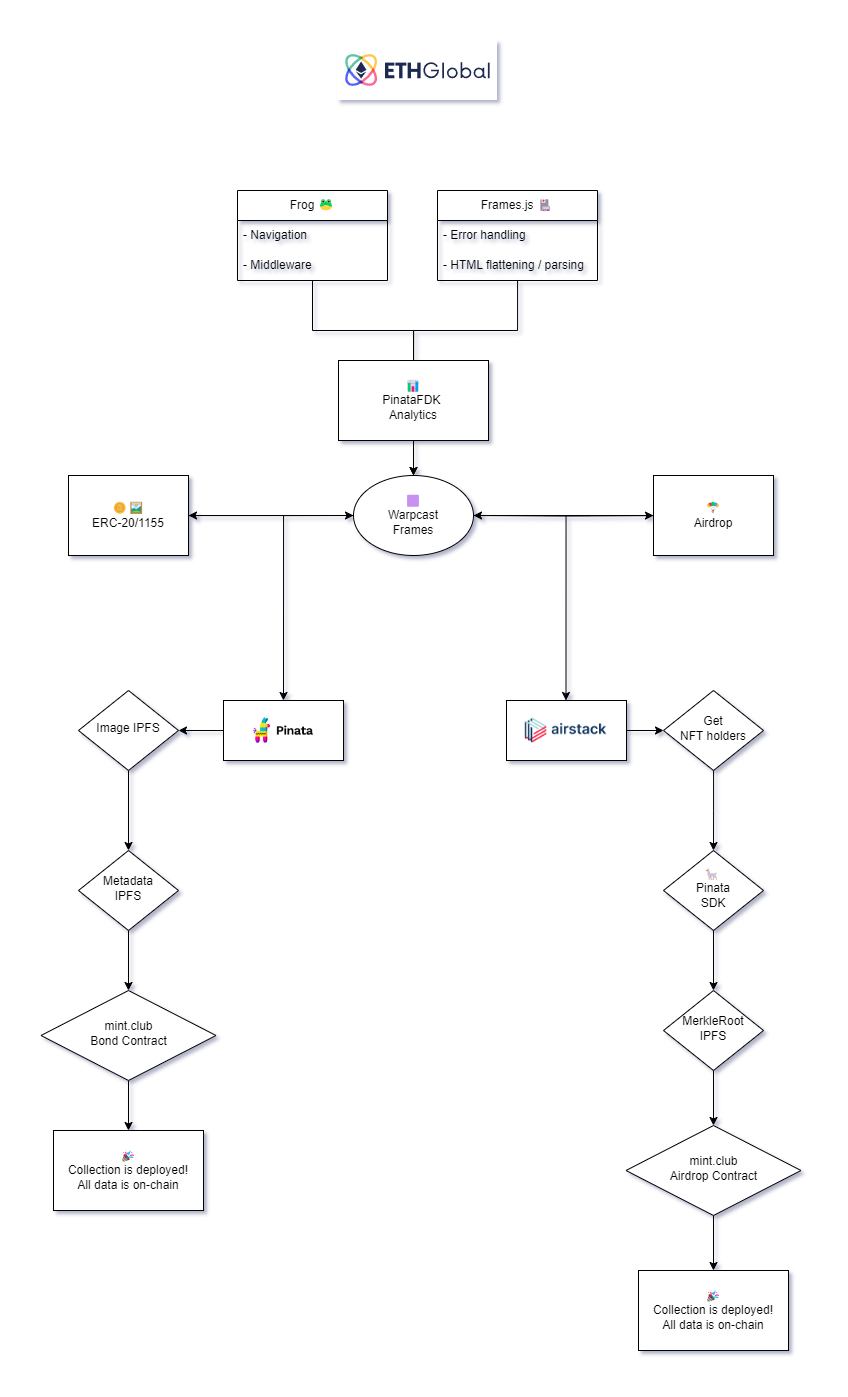 ETHGlobal
Frog 🐸
- Navigation
- Middleware
Frames.js
- Error handling
- HTML flattening / parsing
📊
PinataFDK
Analytics
🪙 🖼️
ERC-20/1155
🟪
Warpcast
Frames
🪂
Airdrop
Image IPFS
Pinata
airstack
Get
NFT holders
Metadata
IPFS
🦙
Pinata
SDK
mint.club
Bond Contract
MerkleRoot
IPFS
🎉
Collection is deployed!
All data is on-chain
mint.club
Airdrop Contract
🎉
Collection is deployed!
All data is on-chain